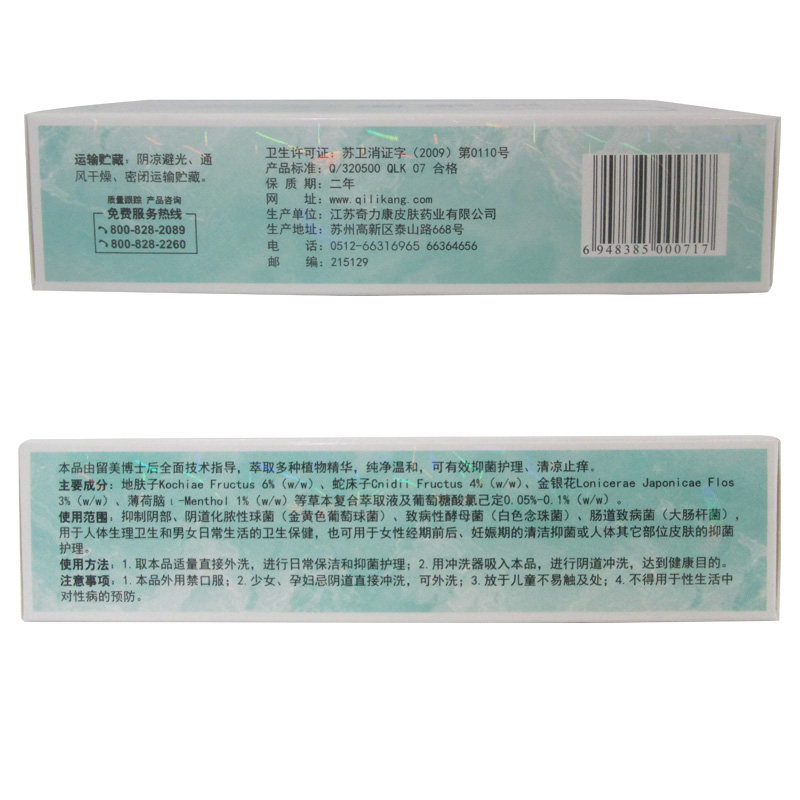 运输贮藏：阴凉避光、通
风干燥、密闭运输贮藏。
质量跟踪 产品咨询
免费服务热线
800-828-2089
800-828-2260
卫生许可证：苏卫消证字（2009）第0110号
产品标准：Q/320500 QLK 07 合格
保 质 期：二年
网 址：www.qilikang.com
生产单位：江苏奇力康皮肤药业有限公司
生产地址：苏州高新区泰山路668号
电 话：0512-66316965 66364656
邮 编：215129
6 948385 000717
本品由留美博士后全面技术指导，萃取多种植物精华，纯净温和，可有效抑菌护理、清凉止痒。
主要成分：地肤子Kochiae Fructus 6%（w/w）、蛇床子Cnidii Fructus 4%（w/w）、金银花Lonicerae Japonicae Flos
3%（w/w）、薄荷脑l-Menthol 1%（w/w）等草本复合萃取液及葡萄糖酸氯己定0.05%-0.1%（w/w）。
使用范围：抑制阴部、阴道化脓性球菌（金黄色葡萄球菌）、致病性酵母菌（白色念珠菌）、肠道致病菌（大肠杆菌），
用于人体生理卫生和男女日常生活的卫生保健，也可用于女性经期前后、妊娠期的清洁抑菌或人体其它部位皮肤的抑菌
护理。
使用方法：1.取本品适量直接外洗，进行日常保洁和抑菌护理；2.用冲洗器吸入本品，进行阴道冲洗，达到健康目的。
注意事项：1.本品外用禁口服；2.少女、孕妇忌阴道直接冲洗，可外洗；3.放于儿童不易触及处；4.不得用于性生活中
对性病的预防。